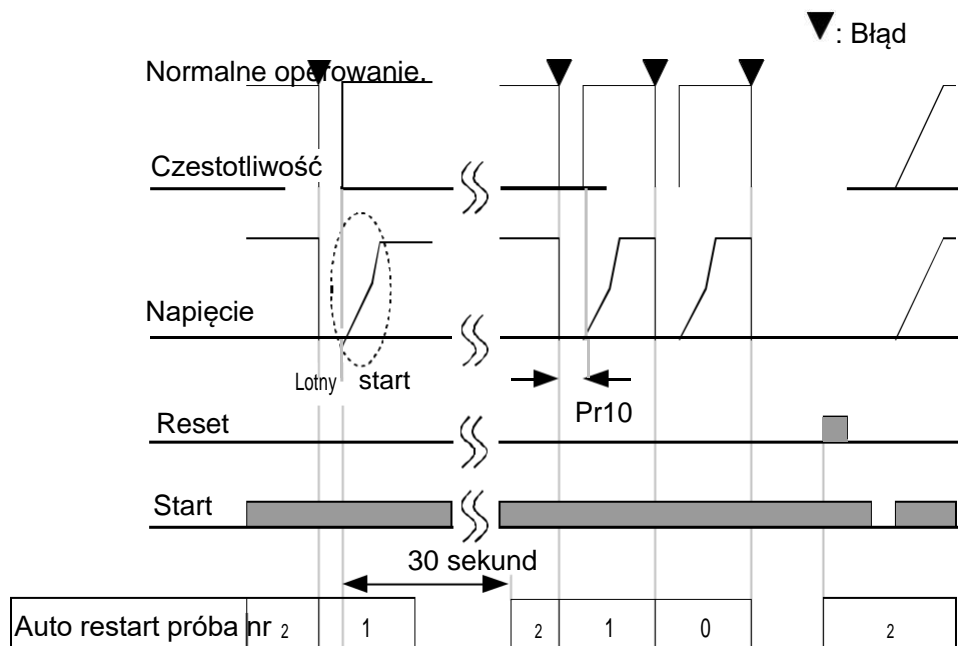 ▼: Błąd
Normalne operowanie.
Czestotliwość
Napięcie
Lotny start
Pr10
Reset
Start
30 sekund
Auto restart próba nr 2 1 2 1 0 2